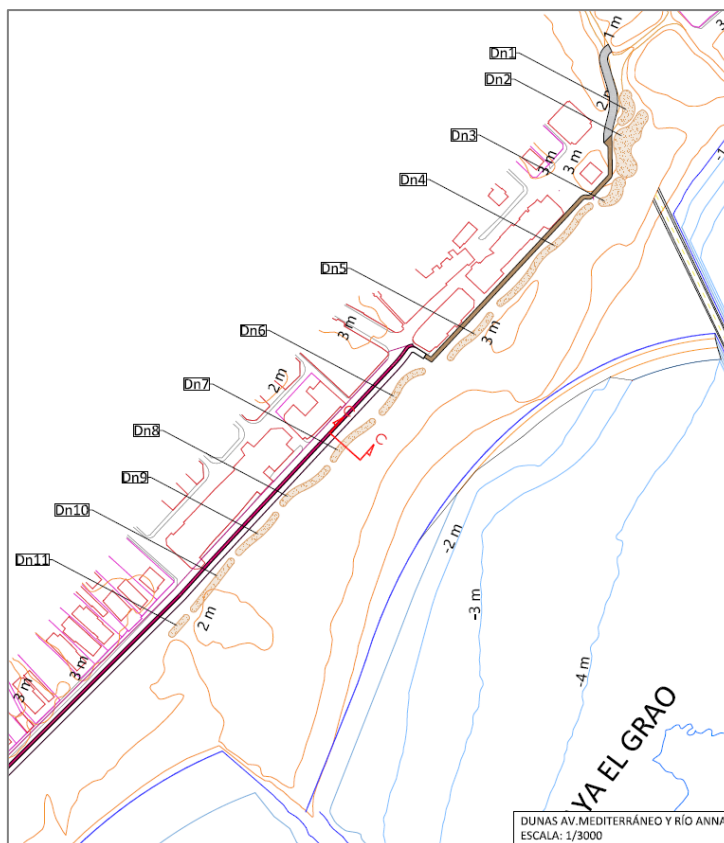 1 m
3
Dn1
Dn2
2 m
-1
Dn3
3 m
3 m
Dn4
Dn5
3 m
3 m
Dn6
2 m
Dn7
C
C
Dn8
Dn9
Dn10
-2 m
-3 m
Dn11
2 m
-4 m
3 m
3 m
YA EL GRAO
DUNAS AV.MEDITERRÁNEO Y RÍO ANNA
ESCALA: 1/3000